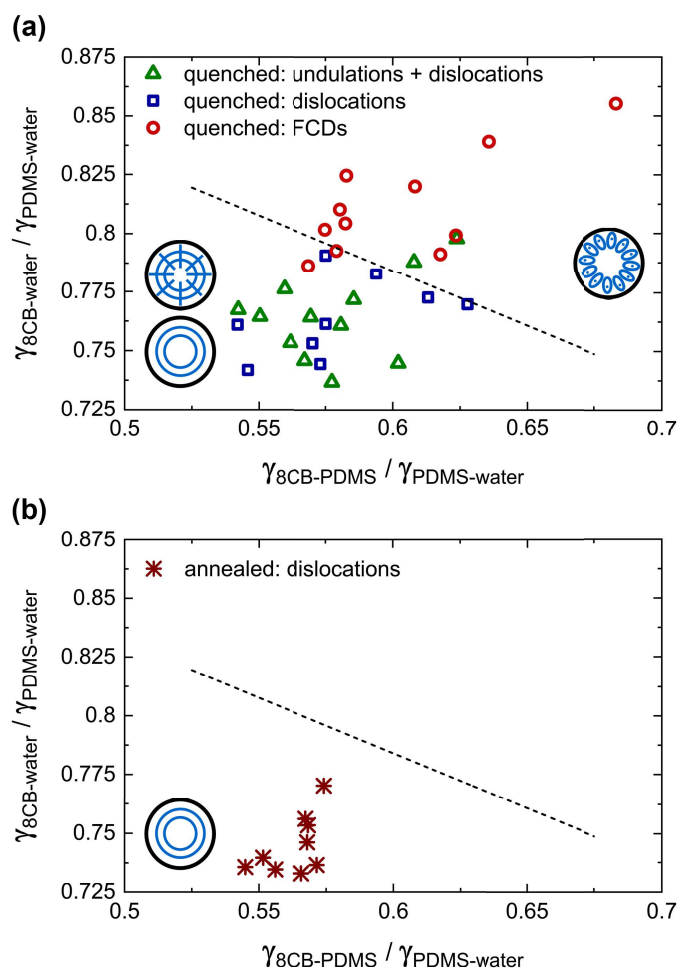 (a)
0.875
0.85
0.825
0.8
0.775
0.75
0.725
γ8CB-water / γPDMS-water
quenched: undulations + dislocations
quenched: dislocations
quenched: FCDs
0.5 0.55 0.6 0.65 0.7
γ8CB-PDMS / γPDMS-water
(b)
0.875
0.85
0.825
0.8
0.775
0.75
0.725
γ8CB-water / γPDMS-water
annealed: dislocations
0.5 0.55 0.6 0.65 0.7
γ8CB-PDMS / γPDMS-water